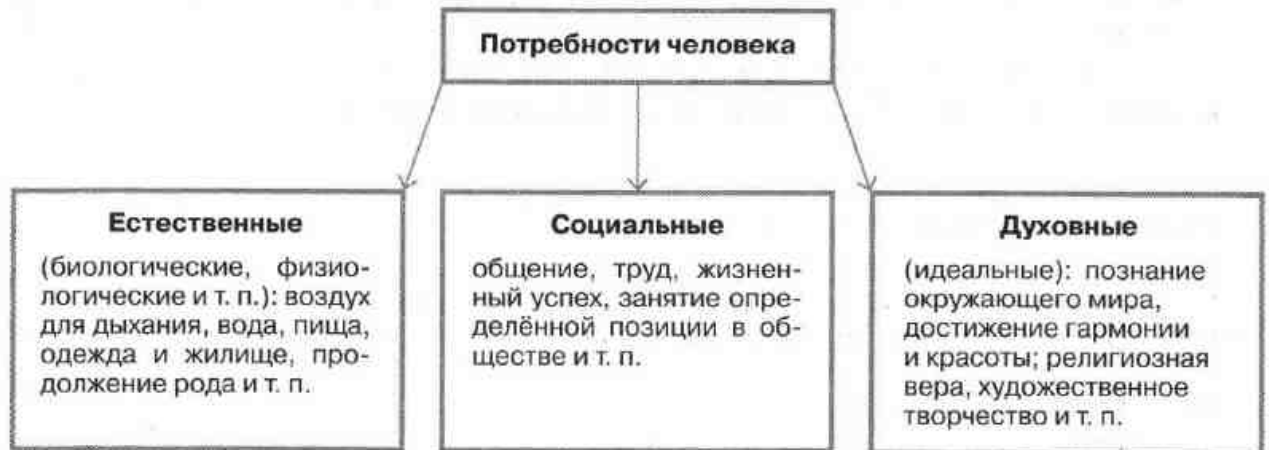 Потребности человека
Естественные
(биологические, физио-
логические и т. п.): воздух
для дыхания, вода, пища,
одежда и жилище, про-
должение рода и т. п.
Социальные
общение, труд, жизнен-
ный успех, занятие опре-
делённой позиции в об-
ществе и т. п.
Духовные
(идеальные): познание
окружающего мира,
достижение гармонии
и красоты; религиозная
вера, художественное
творчество и т. п.